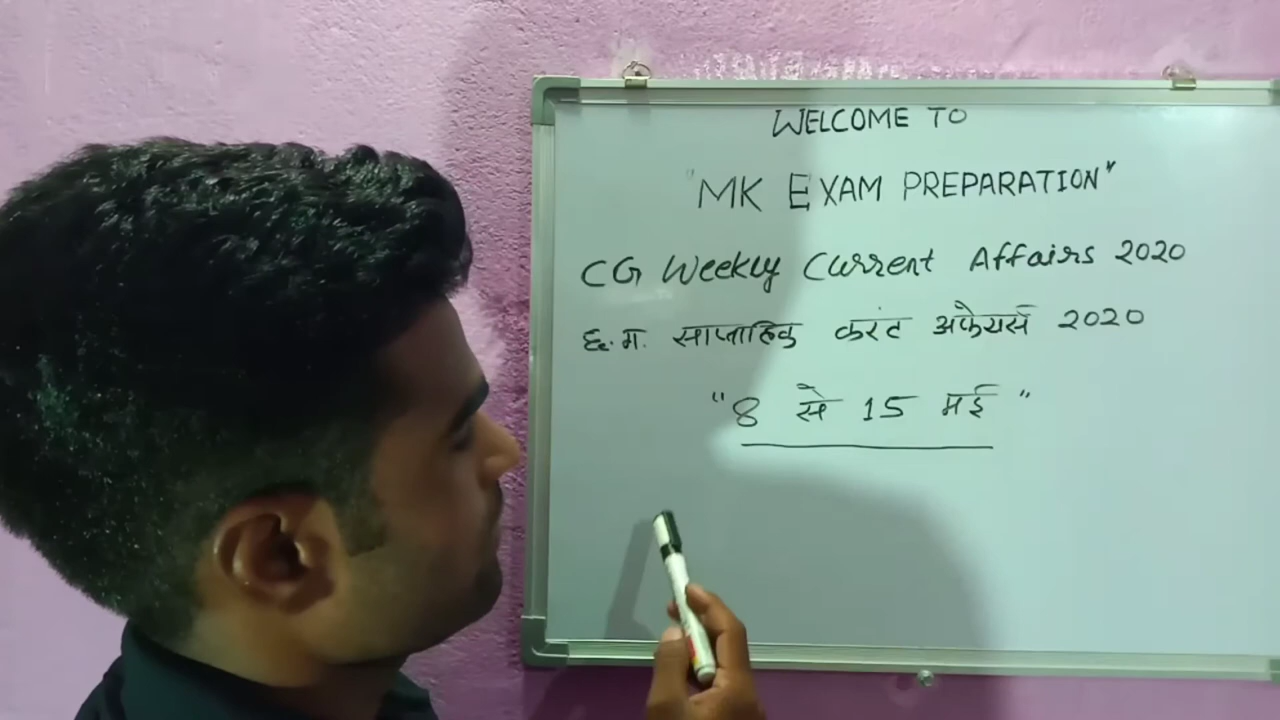 WELCOME TO
"MK EXAM PREPARATION"
CG Weekly Current Affairs 2020
छ.ग. साप्ताहिक करंट अफेयर्स 2020
"8 से 15 मई"